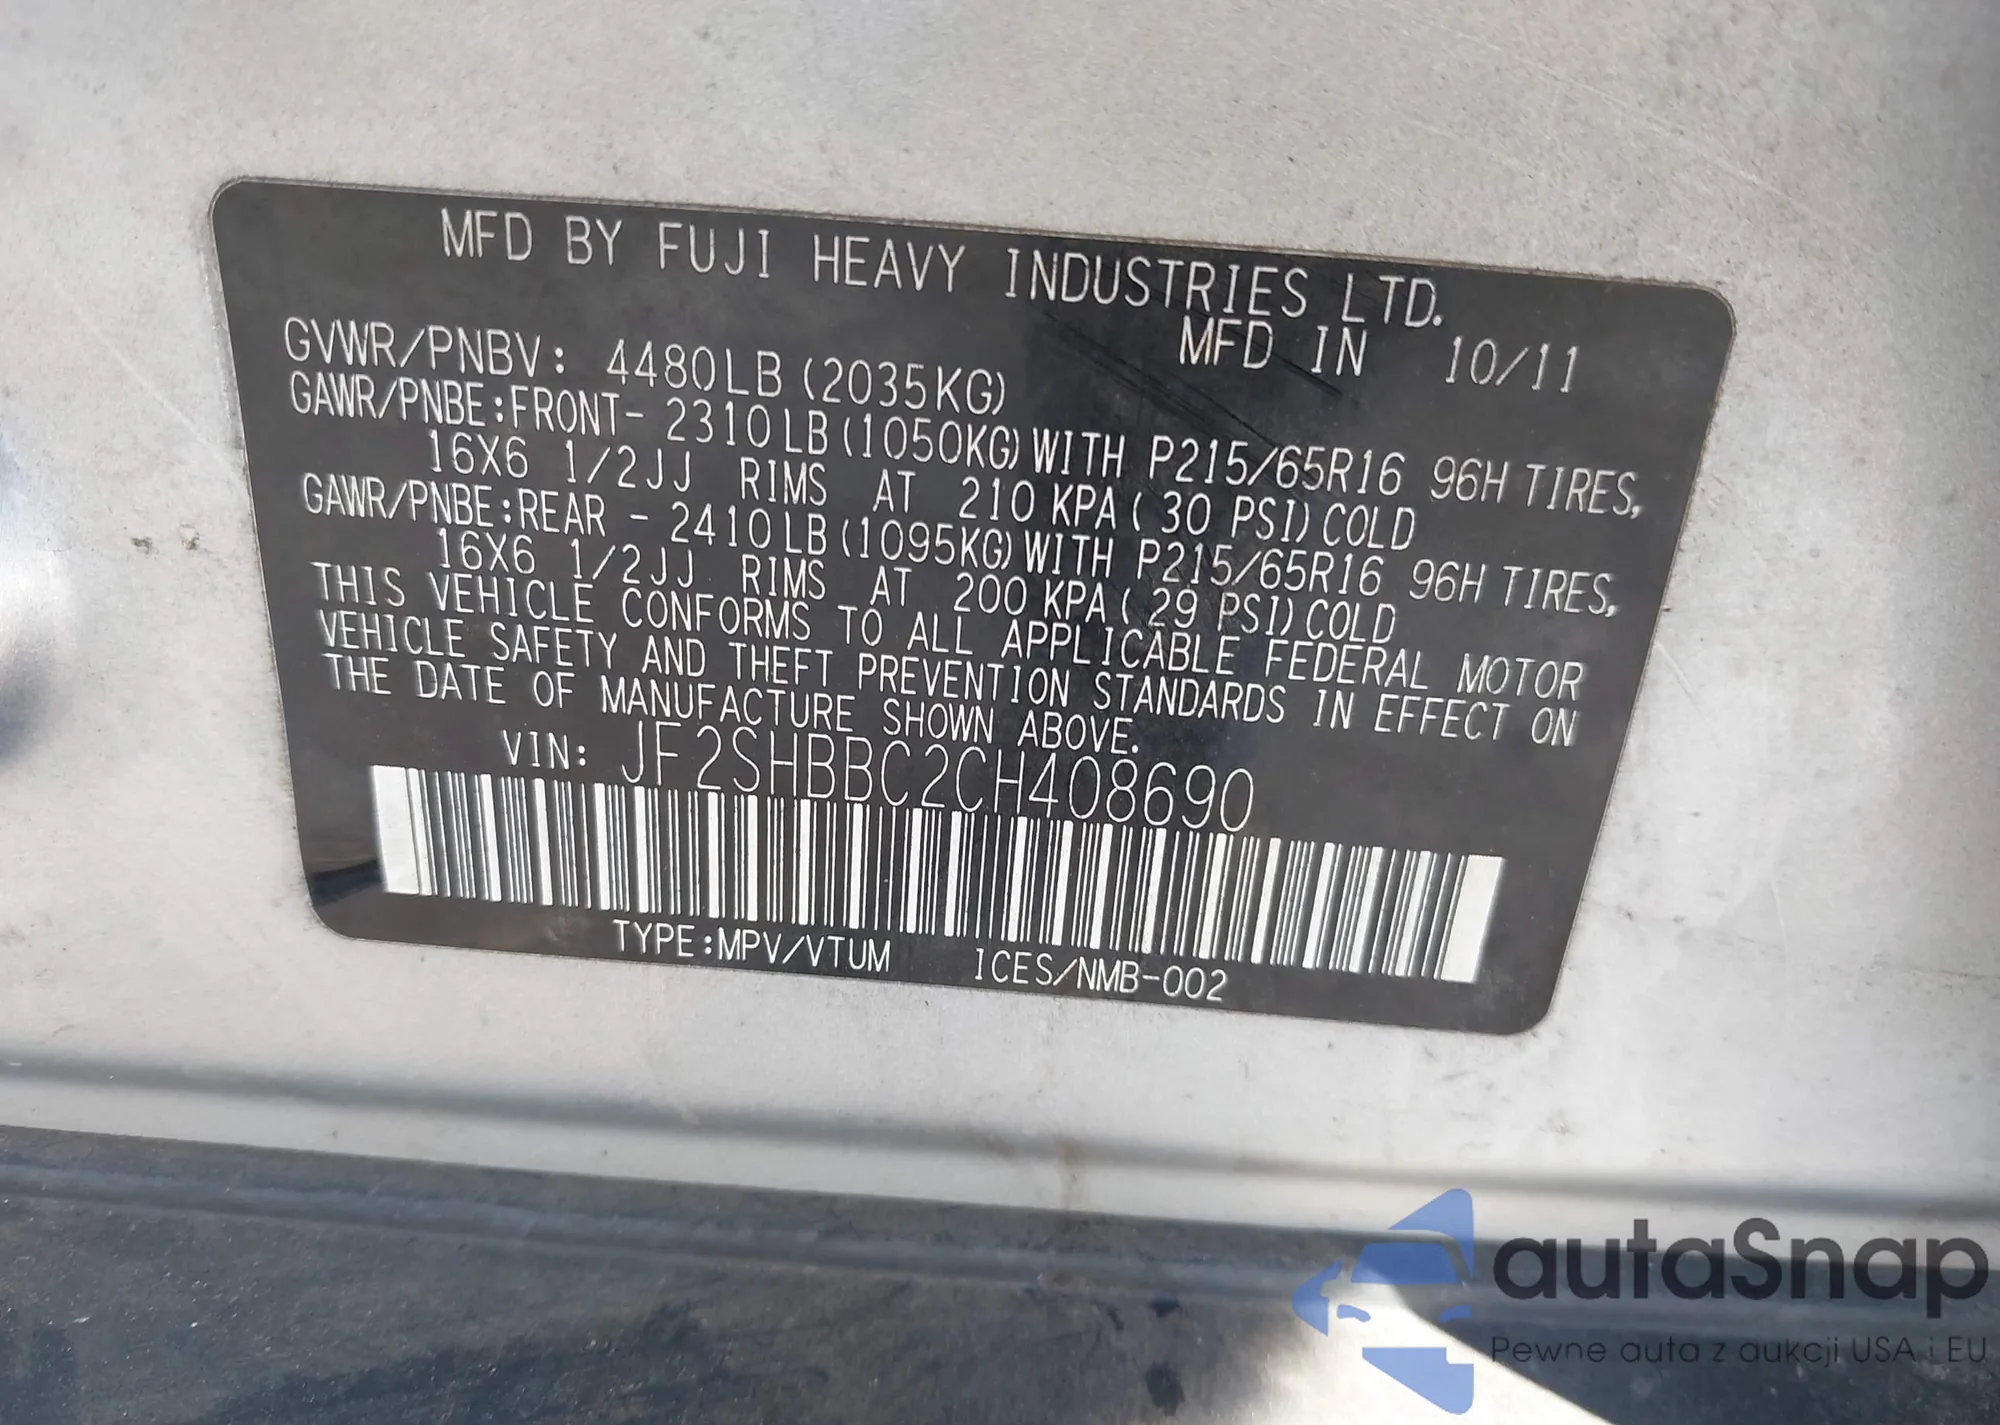 MFD BY FUJI HEAVY INDUSTRIES LTD.
MFD IN 10/11
GVWR/PNBV: 4480LB (2035KG)
GAWR/PNBE:FRONT- 2310LB(1050KG)WITH P215/65R16 96H TIRES,
16X6 1/2JJ RIMS AT 210 KPA( 30 PSI)COLD
GAWR/PNBE:REAR - 2410LB(1095KG)WITH P215/65R16 96H TIRES,
16X6 1/2JJ RIMS AT 200 KPA( 29 PSI)COLD
THIS VEHICLE CONFORMS TO ALL APPLICABLE FEDERAL MOTOR
VEHICLE SAFETY AND THEFT PREVENTION STANDARDS IN EFFECT ON
THE DATE OF MANUFACTURE SHOWN ABOVE.
VIN: JF2SHBBC2CH408690
TYPE:MPV/VTUM ICES/NMB-002
autaSnap
Pewne auta z aukcji USA i EU